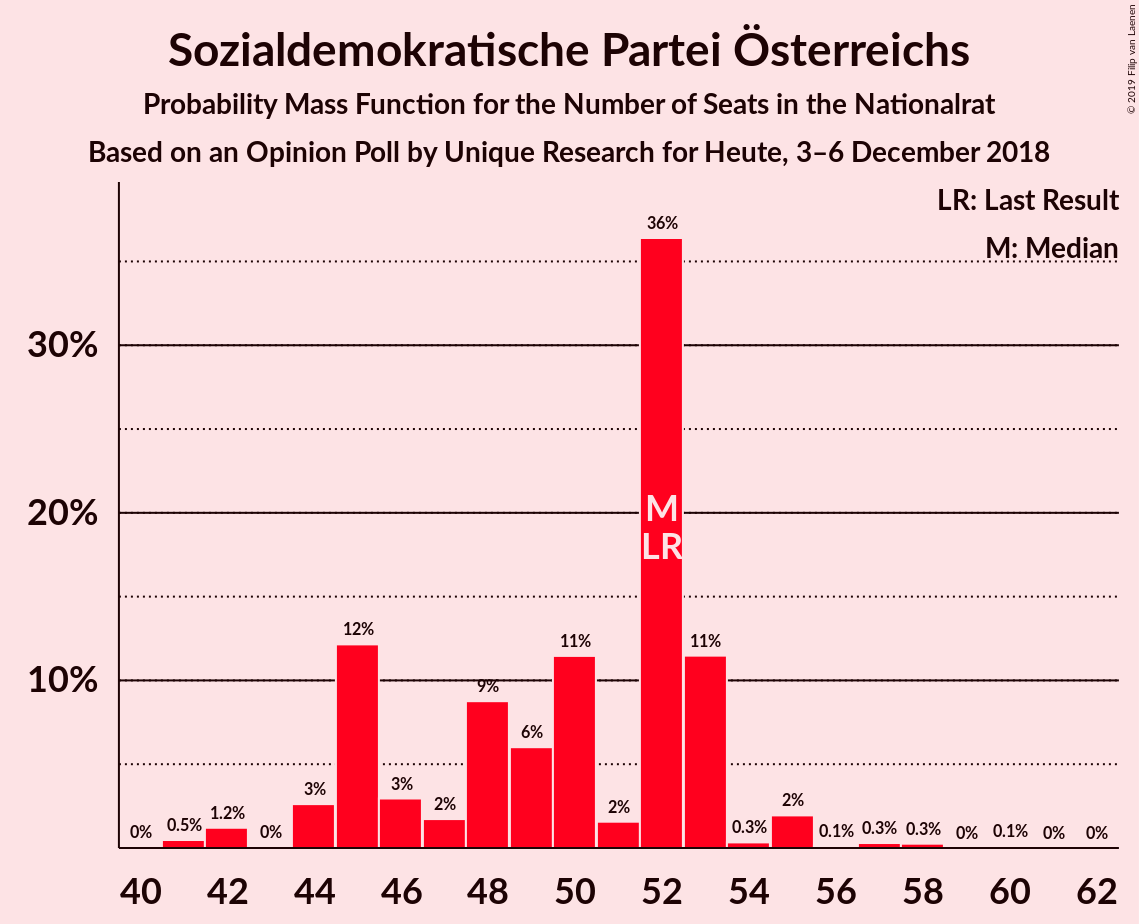 Sozialdemokratische Partei Österreichs
Probability Mass Function for the Number of Seats in the Nationalrat
Based on an Opinion Poll by Unique Research for Heute, 3–6 December 2018
© 2019 Filip van Laenen
LR: Last Result
M: Median
30%
20%
10%
0%
0.5%
1.2%
0%
3%
12%
3%
2%
9%
6%
11%
2%
36%
11%
0.3%
2%
0.1%
0.3%
0.3%
0%
0.1%
0%
0%
M
LR
40 42 44 46 48 50 52 54 56 58 60 62